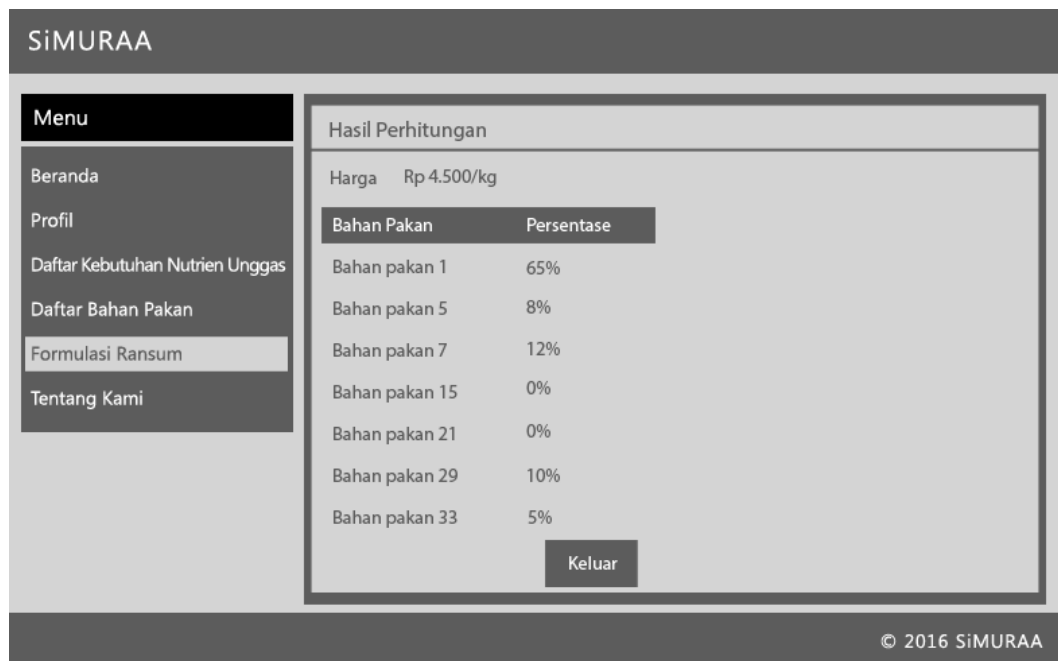 SiMURAA
Menu
Beranda
Profil
Daftar Kebutuhan Nutrien Unggas
Daftar Bahan Pakan
Formulasi Ransum
Tentang Kami
Hasil Perhitungan
Harga Rp 4.500/kg
Bahan Pakan Persentase
Bahan pakan 1 65%
Bahan pakan 5 8%
Bahan pakan 7 12%
Bahan pakan 15 0%
Bahan pakan 21 0%
Bahan pakan 29 10%
Bahan pakan 33 5%
Keluar
© 2016 SiMURAA